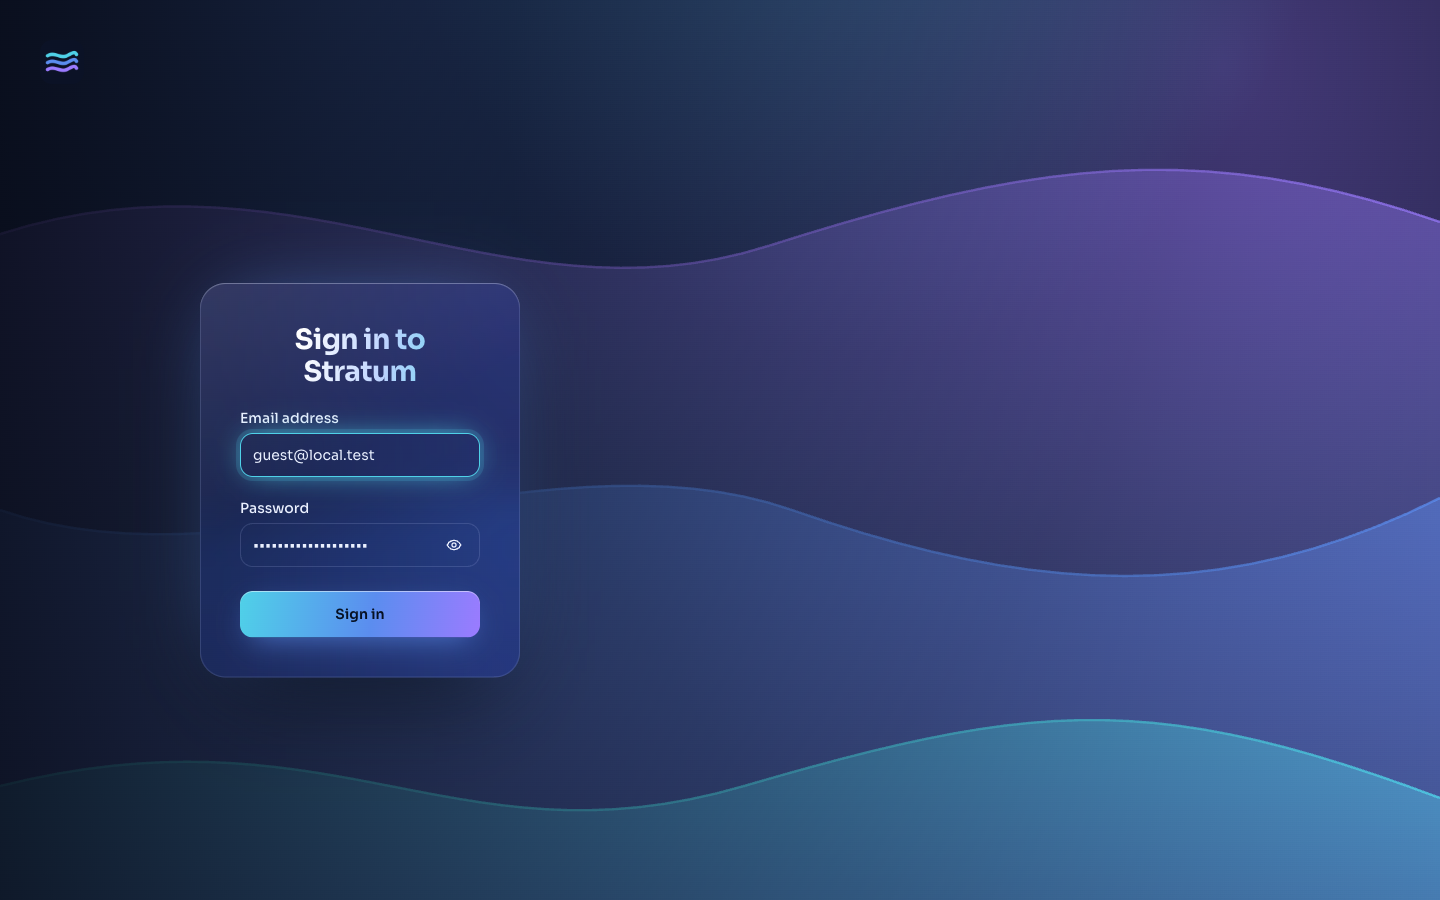 Sign in to
Stratum
Email address
guest@local.test
Password
Sign in